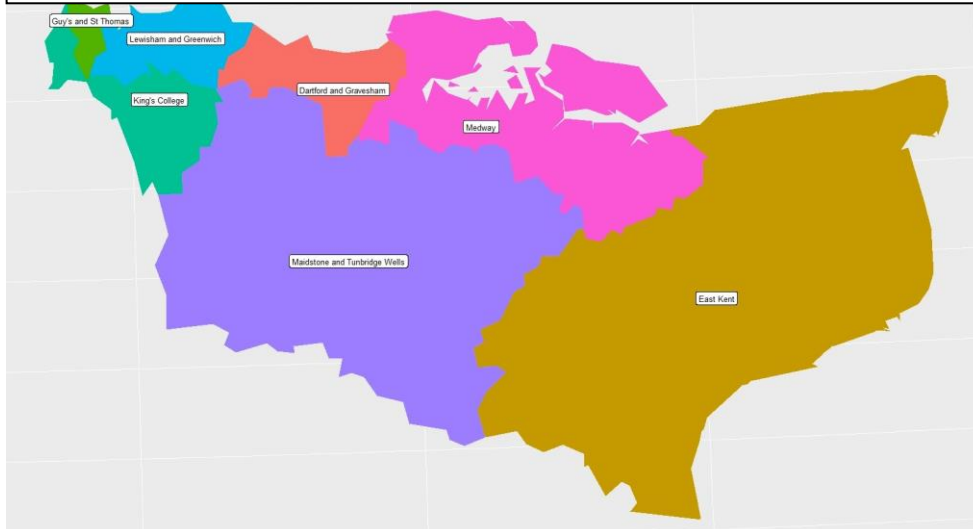 Guy's and St Thomas
Lewisham and Greenwich
Dartford and Gravesham
King's College
Medway
Maidstone and Tunbridge Wells
East Kent